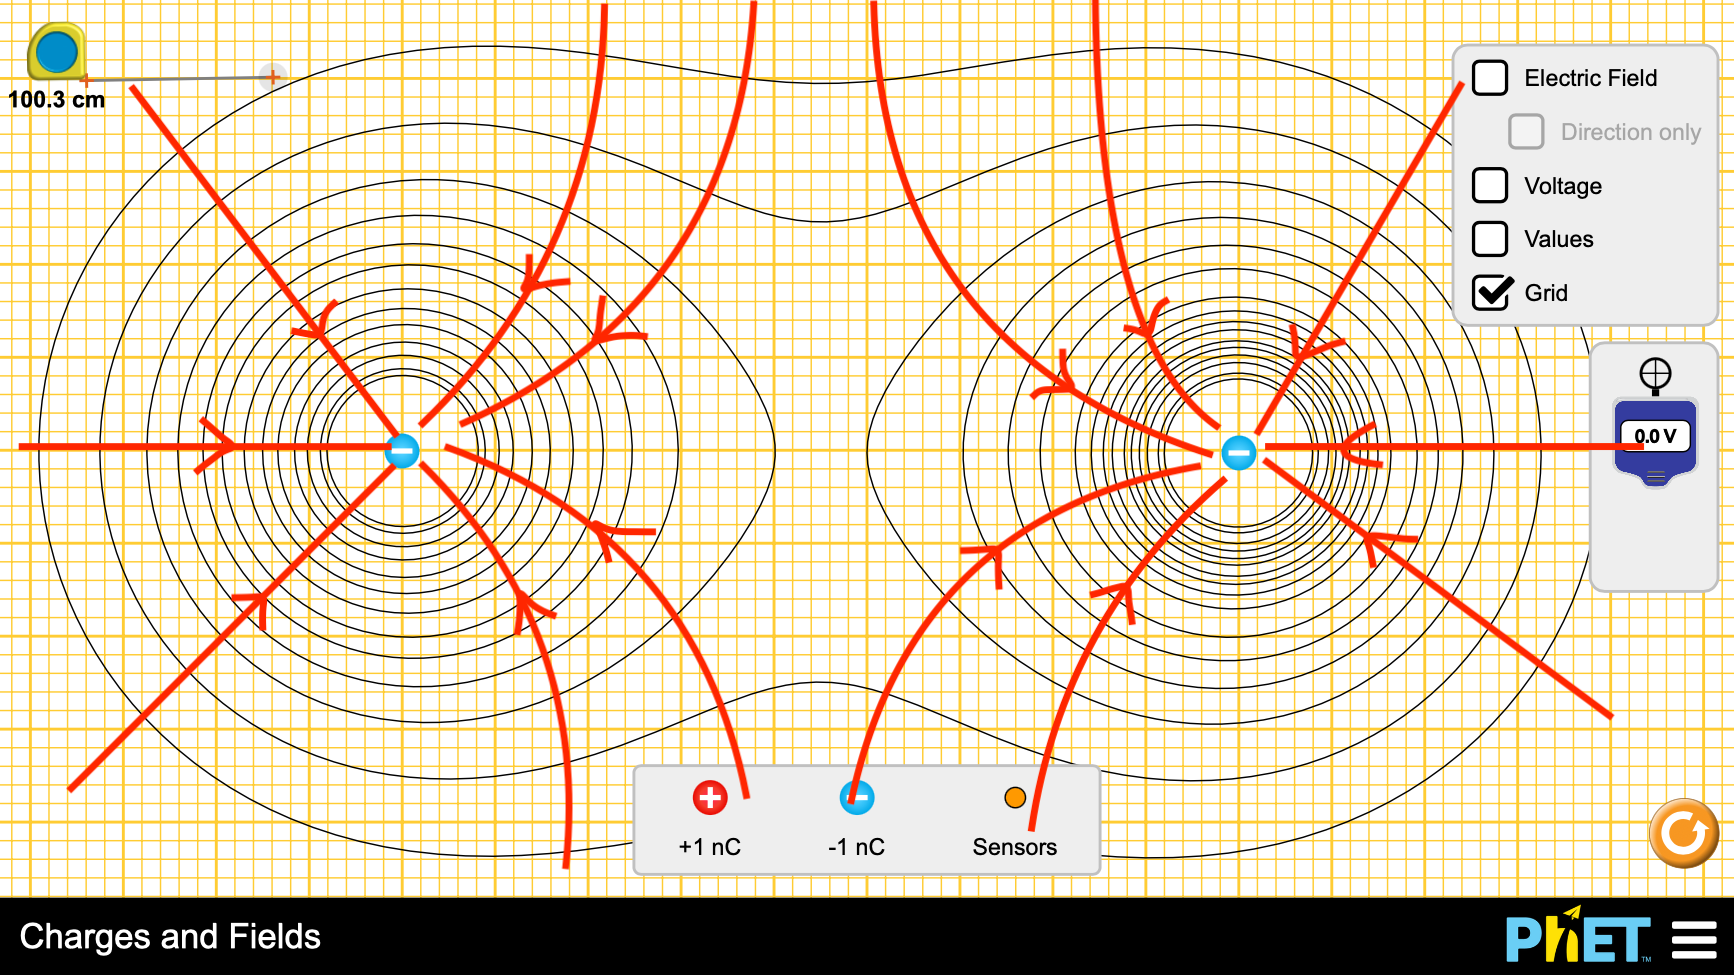 100.3 cm
Electric Field
Direction only
Voltage
Values
Grid
0.0 V
+1 nC
-1 nC
Sensors
Charges and Fields
PhET™